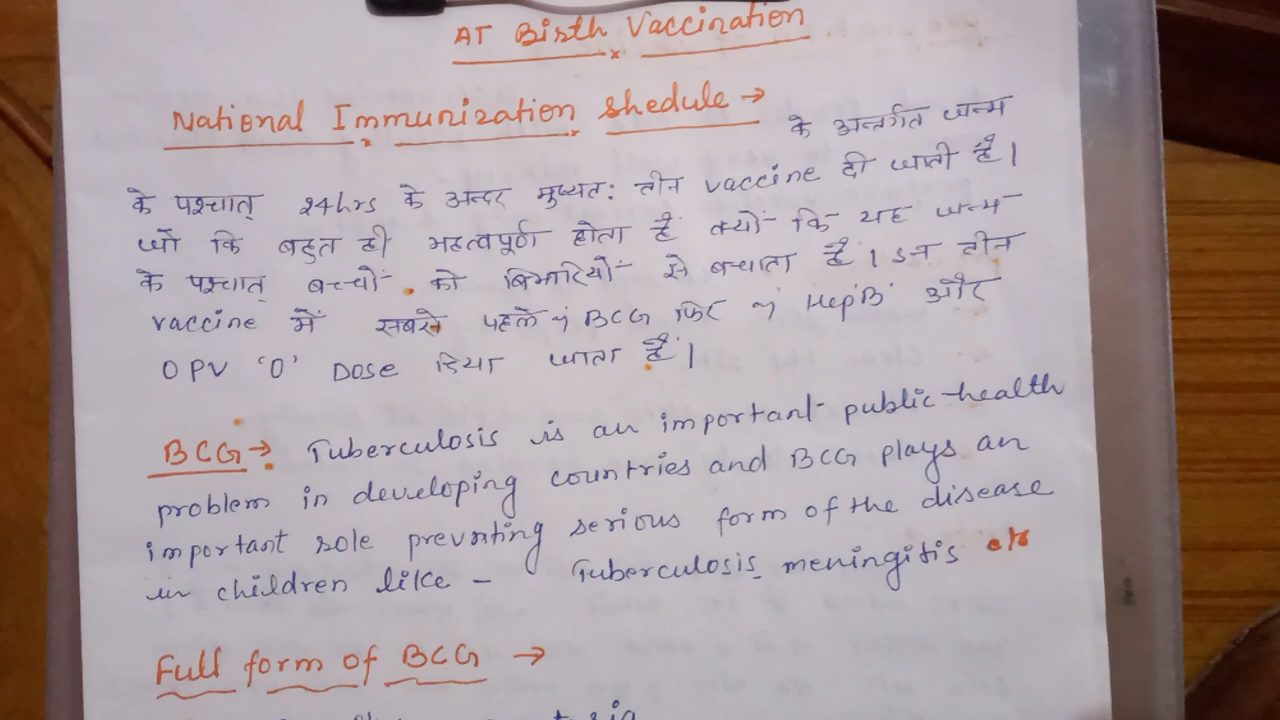 AT Birth Vaccination
National Immunization Shedule →
के अन्तर्गत जन्म
के पश्चात् 24hrs के अन्दर मुख्यत: तीन vaccine दी जाती है।
जो कि बहुत ही महत्वपूर्ण होता है क्यों कि यह जन्म
के पश्चात् बच्चों को बिमारियों से बचाता है। इन तीन
vaccine में सबसे पहले BCG फिर Hep'B' और
OPV 'O' Dose दिया जाता है।
BCG → Tuberculosis is an important public health
problem in developing countries and BCG plays an
important role prevnting serious form of the disease
in children like - Tuberculosis meningitis
Full form of BCG →